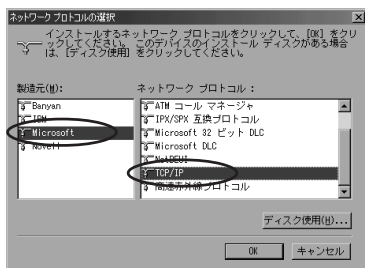 ネットワーク プロトコルの選択
インストールするネットワーク プロトコルをクリックして、[OK] をクリ
ックしてください。このデバイスのインストール ディスクがある場合
は、[ディスク使用] をクリックしてください。
製造元(M):
ネットワーク プロトコル :
Banyan
IBM
Microsoft
Novell
ATM コール マネージャ
IPX/SPX 互換プロトコル
Microsoft 32 ビット DLC
Microsoft DLC
NetBEUI
TCP/IP
高速赤外線プロトコル
ディスク使用(H)...
OK
キャンセル